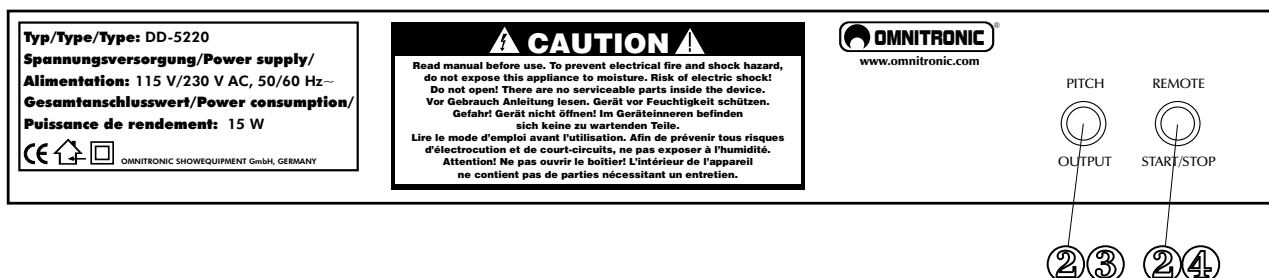 Typ/Type/Type: DD-5220
Spannungsversorgung/Power supply/
Alimentation: 115 V/230 V AC, 50/60 Hz~
Gesamtanschlusswert/Power consumption/
Puissance de rendement: 15 W
CE OMNITRONIC SHOWEQUIPMENT GmbH, GERMANY
CAUTION
Read manual before use. To prevent electrical fire and shock hazard,
do not expose this appliance to moisture. Risk of electric shock!
Do not open! There are no serviceable parts inside the device.
Vor Gebrauch Anleitung lesen. Gerät vor Feuchtigkeit schützen.
Gefahr! Gerät nicht öffnen! Im Geräteinneren befinden
sich keine zu wartenden Teile.
Lire le mode d'emploi avant l'utilisation. Afin de prévenir tous risques
d'électrocution et de court-circuits, ne pas exposer à l'humidité.
Attention! Ne pas ouvrir le boîtier! L'intérieur de l'appareil
ne contient pas de parties nécessitant un entretien.
OMNITRONIC®
www.omnitronic.com
PITCH
OUTPUT
REMOTE
START/STOP
23
24